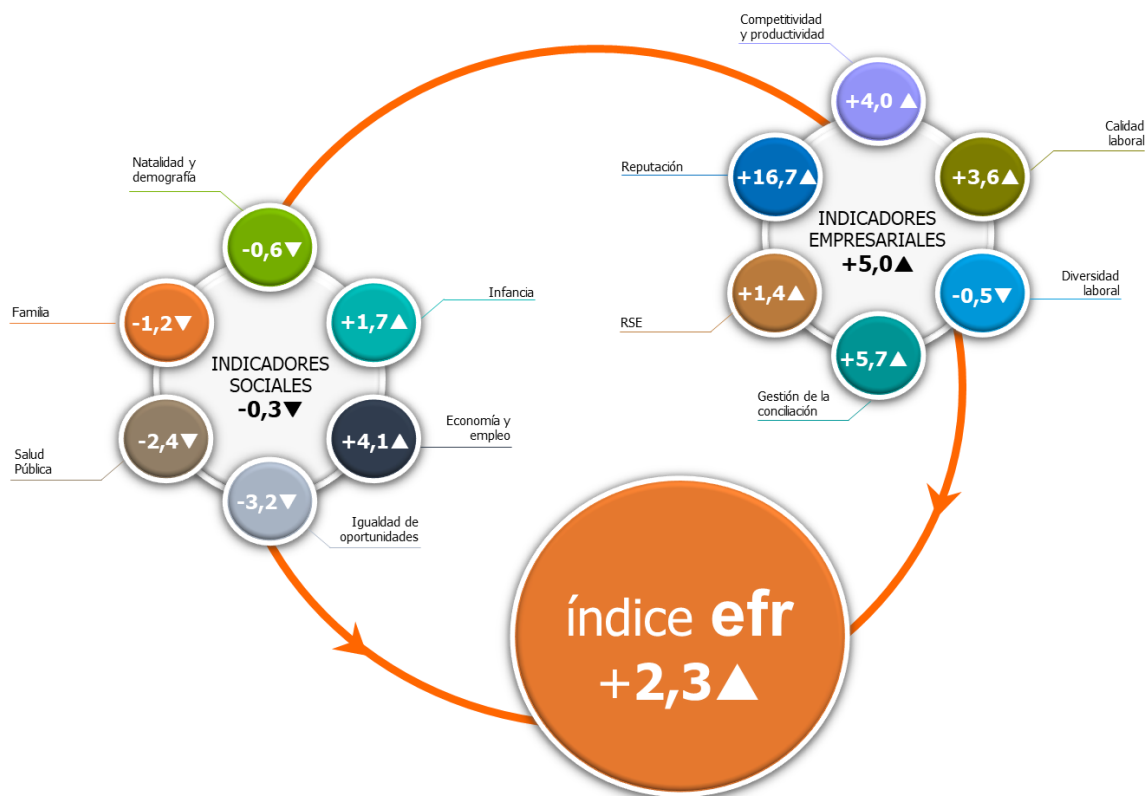 Competitividad
y productividad
+4,0 ▲
Calidad
laboral
+3,6 ▲
Reputación
+16,7 ▲
INDICADORES
EMPRESARIALES
+5,0 ▲
Diversidad
laboral
-0,5 ▼
RSE
+1,4 ▲
+5,7 ▲
Gestión de la
conciliación
Natalidad y
demografía
-0,6 ▼
Familia
-1,2 ▼
Infancia
+1,7 ▲
INDICADORES
SOCIALES
-0,3 ▼
Salud
Pública
-2,4 ▼
Economía y
empleo
+4,1 ▲
-3,2 ▼
Igualdad de
oportunidades
índice efr
+2,3 ▲